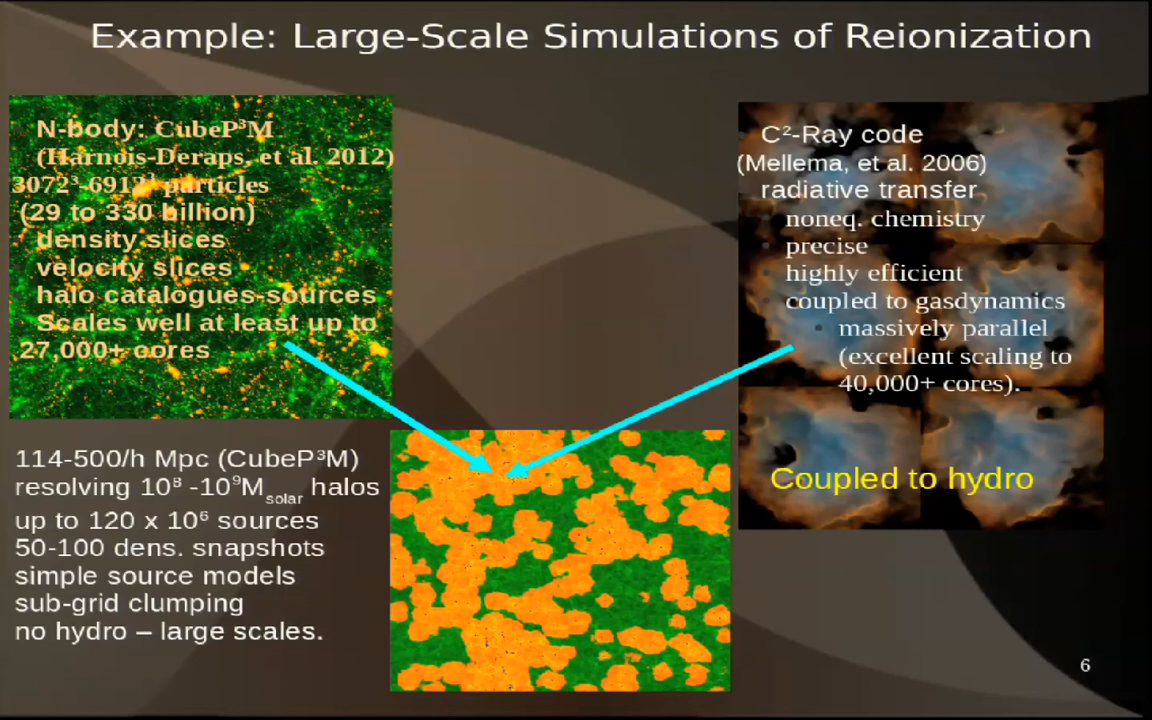 Example: Large-Scale Simulations of Reionization
N-body: CubeP³M
(Harnois-Deraps, et al. 2012)
3072³-6912³ particles
(29 to 330 billion)
density slices
velocity slices
halo catalogues-sources
Scales well at least up to
27,000+ cores
C²-Ray code
(Mellema, et al. 2006)
radiative transfer
noneq. chemistry
precise
highly efficient
coupled to gasdynamics
massively parallel
(excellent scaling to
40,000+ cores).
Coupled to hydro
114-500/h Mpc (CubeP³M)
resolving 10⁸ -10⁹M_solar halos
up to 120 x 10⁶ sources
50-100 dens. snapshots
simple source models
sub-grid clumping
no hydro – large scales.
6